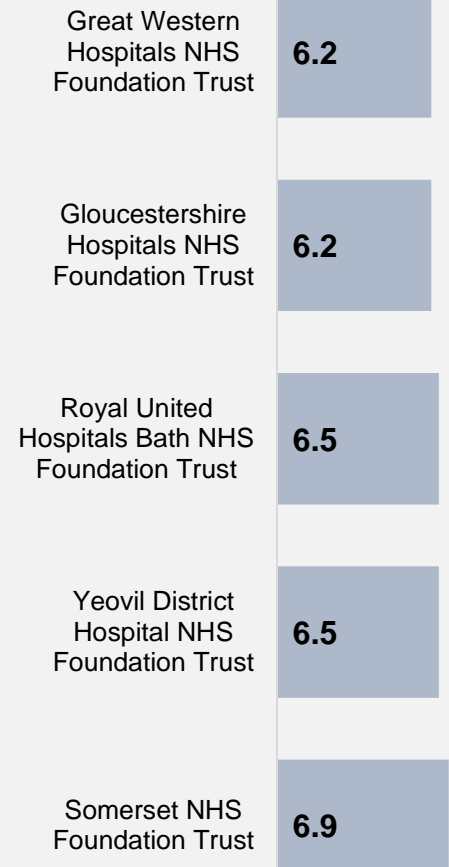 Great Western
Hospitals NHS
Foundation Trust
6.2
Gloucestershire
Hospitals NHS
Foundation Trust
6.2
Royal United
Hospitals Bath NHS
Foundation Trust
6.5
Yeovil District
Hospital NHS
Foundation Trust
6.5
Somerset NHS
Foundation Trust
6.9